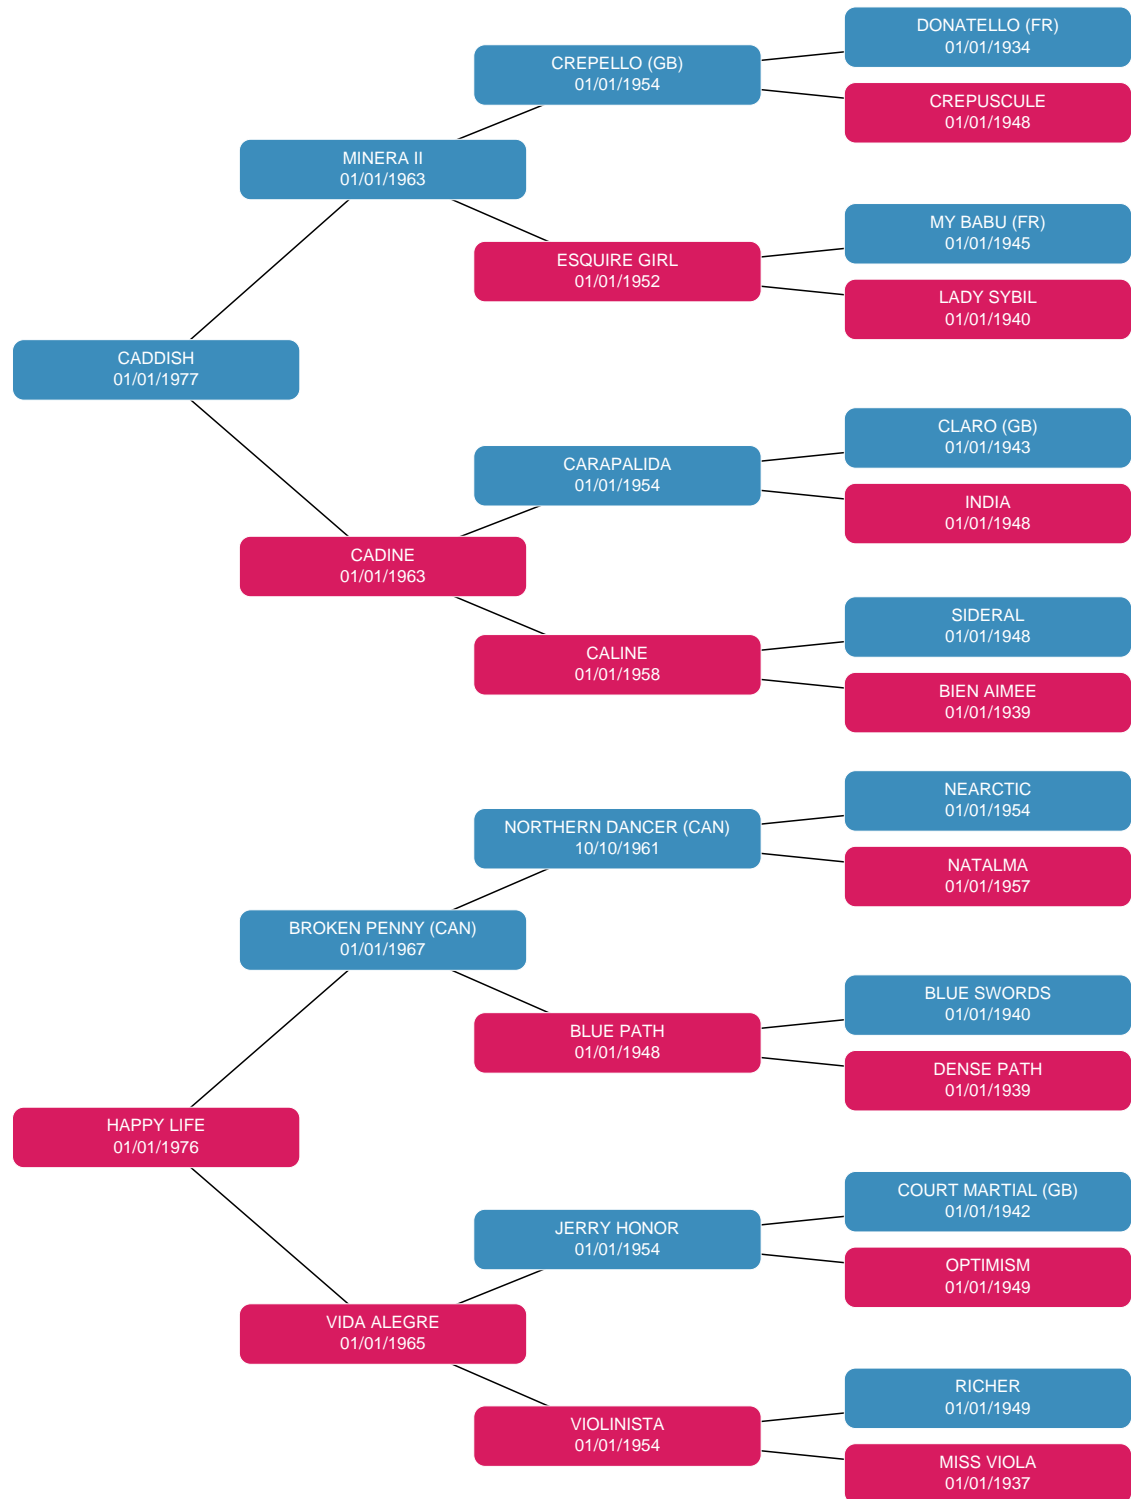 DONATELLO (FR)
01/01/1934
CREPELLO (GB)
01/01/1954
CREPUSCULE
01/01/1948
MINERA II
01/01/1963
MY BABU (FR)
01/01/1945
ESQUIRE GIRL
01/01/1952
LADY SYBIL
01/01/1940
CADDISH
01/01/1977
CLARO (GB)
01/01/1943
CARAPALIDA
01/01/1954
INDIA
01/01/1948
CADINE
01/01/1963
SIDERAL
01/01/1948
CALINE
01/01/1958
BIEN AIMEE
01/01/1939
NEARCTIC
01/01/1954
NORTHERN DANCER (CAN)
10/10/1961
NATALMA
01/01/1957
BROKEN PENNY (CAN)
01/01/1967
BLUE SWORDS
01/01/1940
BLUE PATH
01/01/1948
DENSE PATH
01/01/1939
HAPPY LIFE
01/01/1976
COURT MARTIAL (GB)
01/01/1942
JERRY HONOR
01/01/1954
OPTIMISM
01/01/1949
VIDA ALEGRE
01/01/1965
RICHER
01/01/1949
VIOLINISTA
01/01/1954
MISS VIOLA
01/01/1937